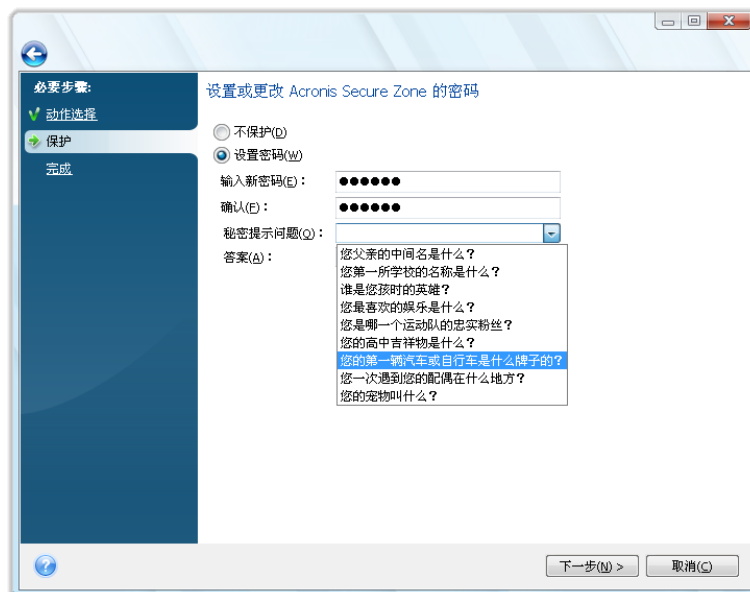 必要步骤:
动作选择
保护
完成
设置或更改 Acronis Secure Zone 的密码
不保护(D)
设置密码(W)
输入新密码(E)：
确认(F)：
秘密提示问题(Q)：
答案(A)：
您父亲的中间名是什么？
您第一所学校的名称是什么？
谁是您孩时的英雄？
您最喜欢的娱乐是什么？
您是哪一个运动队的忠实粉丝？
您的高中吉祥物是什么？
您的第一辆汽车或自行车是什么牌子的？
您一次遇到您的配偶在什么地方？
您的宠物叫什么？
下一步(N) >
取消(C)